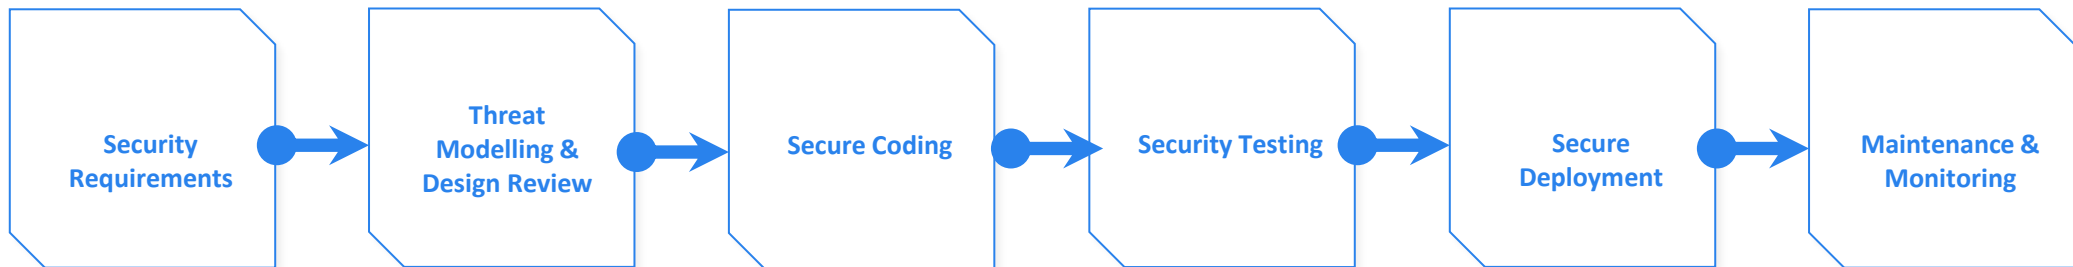 Security
Requirements
Threat
Modelling &
Design Review
Secure Coding
Security Testing
Secure
Deployment
Maintenance &
Monitoring